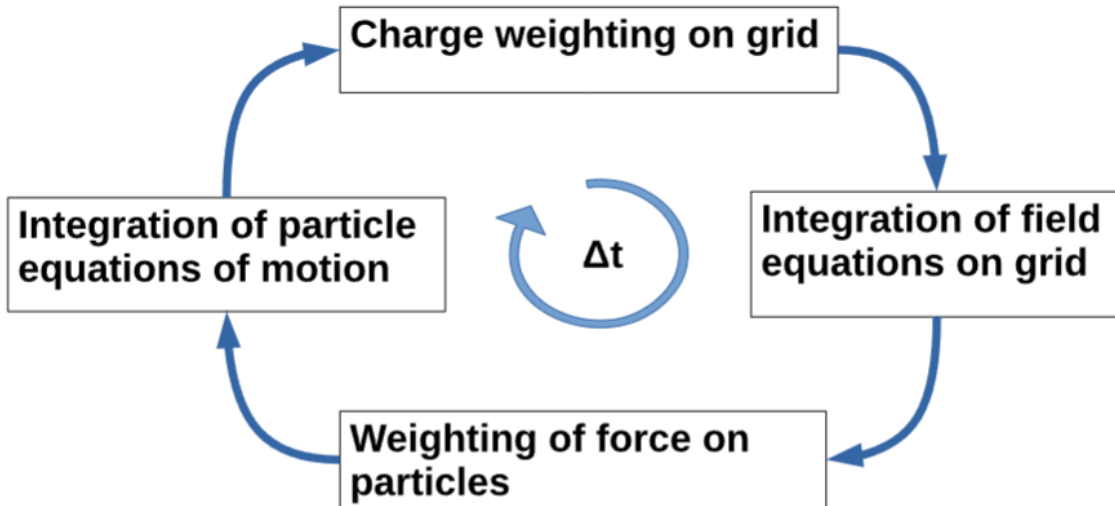 Charge weighting on grid
Integration of particle
equations of motion
Δt
Integration of field
equations on grid
Weighting of force on
particles